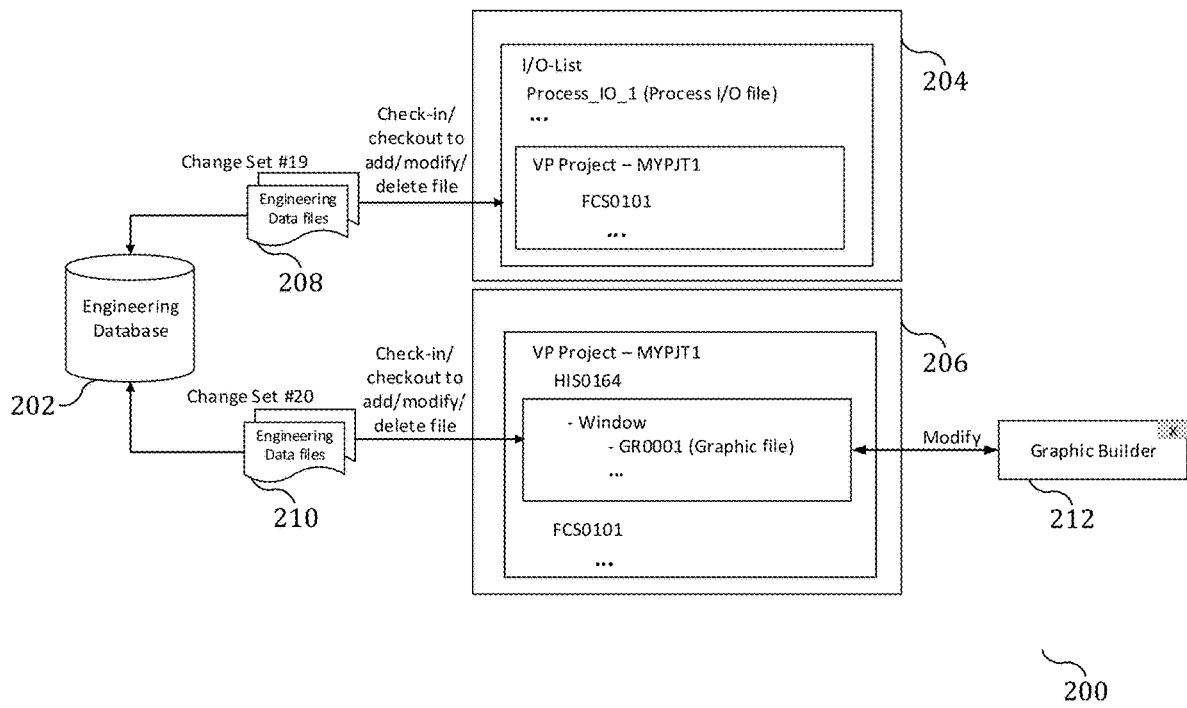 I/O-List
Process_IO_1 (Process I/O file)
...
VP Project – MYPJT1
FCS0101
...
204
Check-in/
checkout to
add/modify/
delete file
Change Set #19
Engineering
Data files
208
Engineering
Database
202
VP Project – MYPJT1
HIS0164
- Window
- GR0001 (Graphic file)
...
FCS0101
...
206
Check-in/
checkout to
add/modify/
delete file
Change Set #20
Engineering
Data files
210
Modify
X
Graphic Builder
212
200